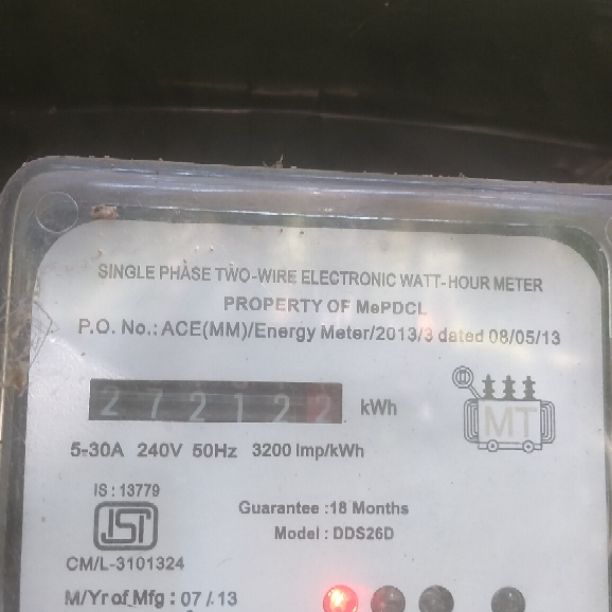 SINGLE PHASE TWO-WIRE ELECTRONIC WATT-HOUR METER
PROPERTY OF MePDCL
P.O. No.: ACE(MM)/Energy Meter/2013/3 dated 08/05/13
272122 kWh
MT
5-30A 240V 50Hz 3200 Imp/kWh
IS : 13779
ISI
Guarantee :18 Months
Model : DDS26D
CM/L-3101324
M/Yr of Mfg : 07 /.13